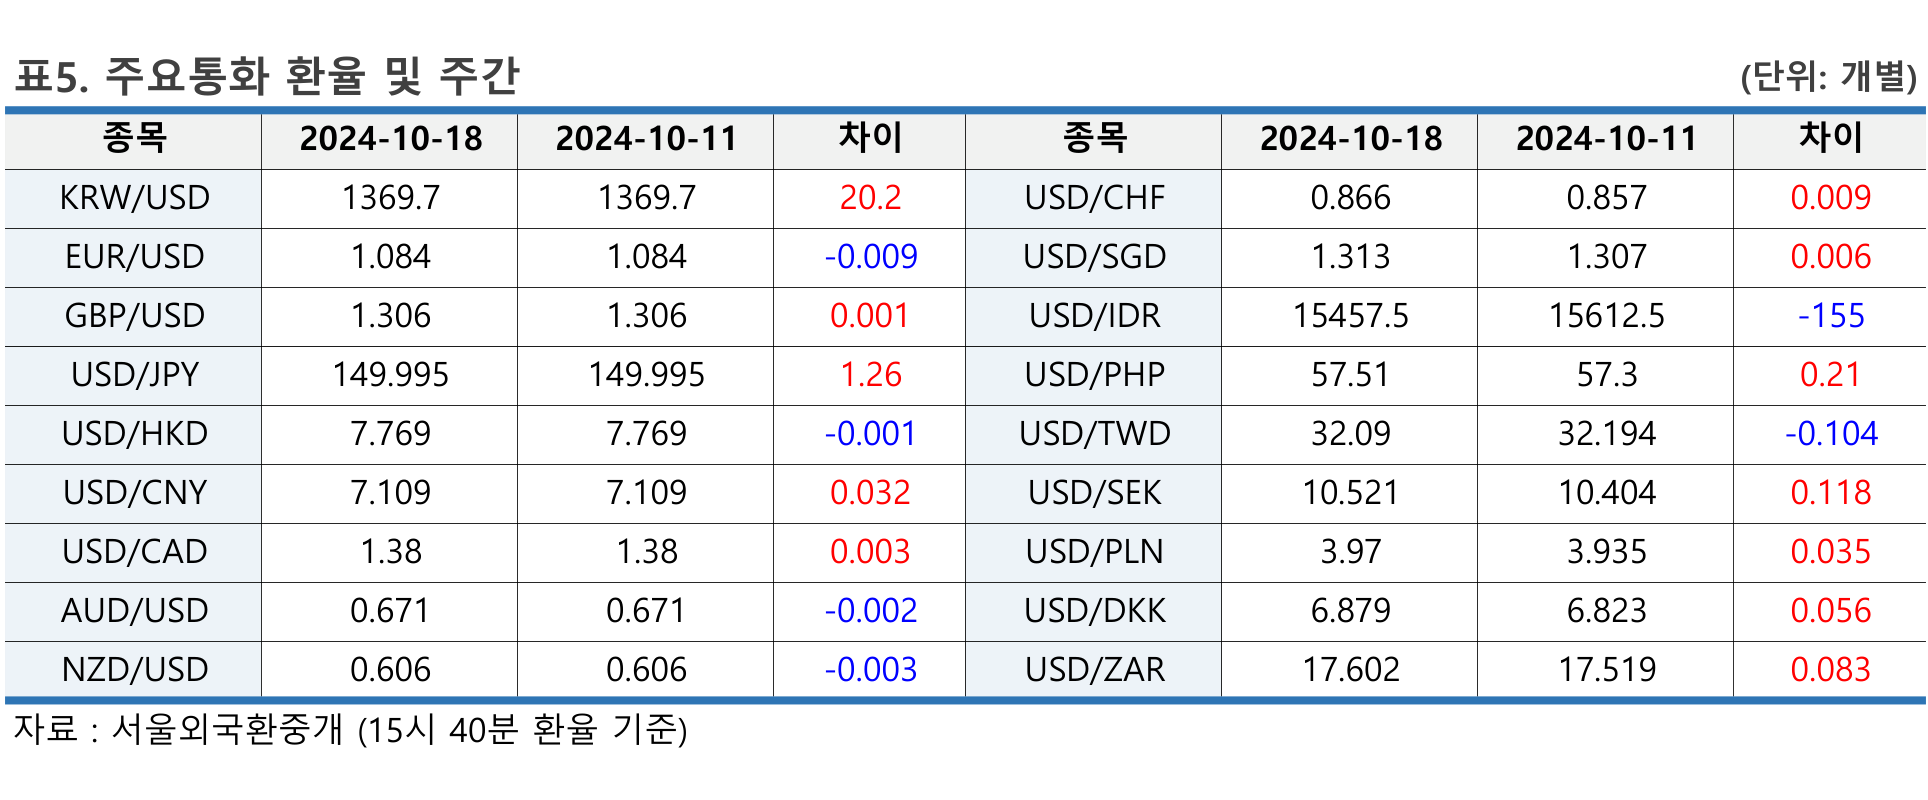 표5. 주요통화 환율 및 주간 (단위: 개별)
종목 2024-10-18 2024-10-11 차이 종목 2024-10-18 2024-10-11 차이
KRW/USD 1369.7 1369.7 20.2 USD/CHF 0.866 0.857 0.009
EUR/USD 1.084 1.084 -0.009 USD/SGD 1.313 1.307 0.006
GBP/USD 1.306 1.306 0.001 USD/IDR 15457.5 15612.5 -155
USD/JPY 149.995 149.995 1.26 USD/PHP 57.51 57.3 0.21
USD/HKD 7.769 7.769 -0.001 USD/TWD 32.09 32.194 -0.104
USD/CNY 7.109 7.109 0.032 USD/SEK 10.521 10.404 0.118
USD/CAD 1.38 1.38 0.003 USD/PLN 3.97 3.935 0.035
AUD/USD 0.671 0.671 -0.002 USD/DKK 6.879 6.823 0.056
NZD/USD 0.606 0.606 -0.003 USD/ZAR 17.602 17.519 0.083
자료 : 서울외국환중개 (15시 40분 환율 기준)